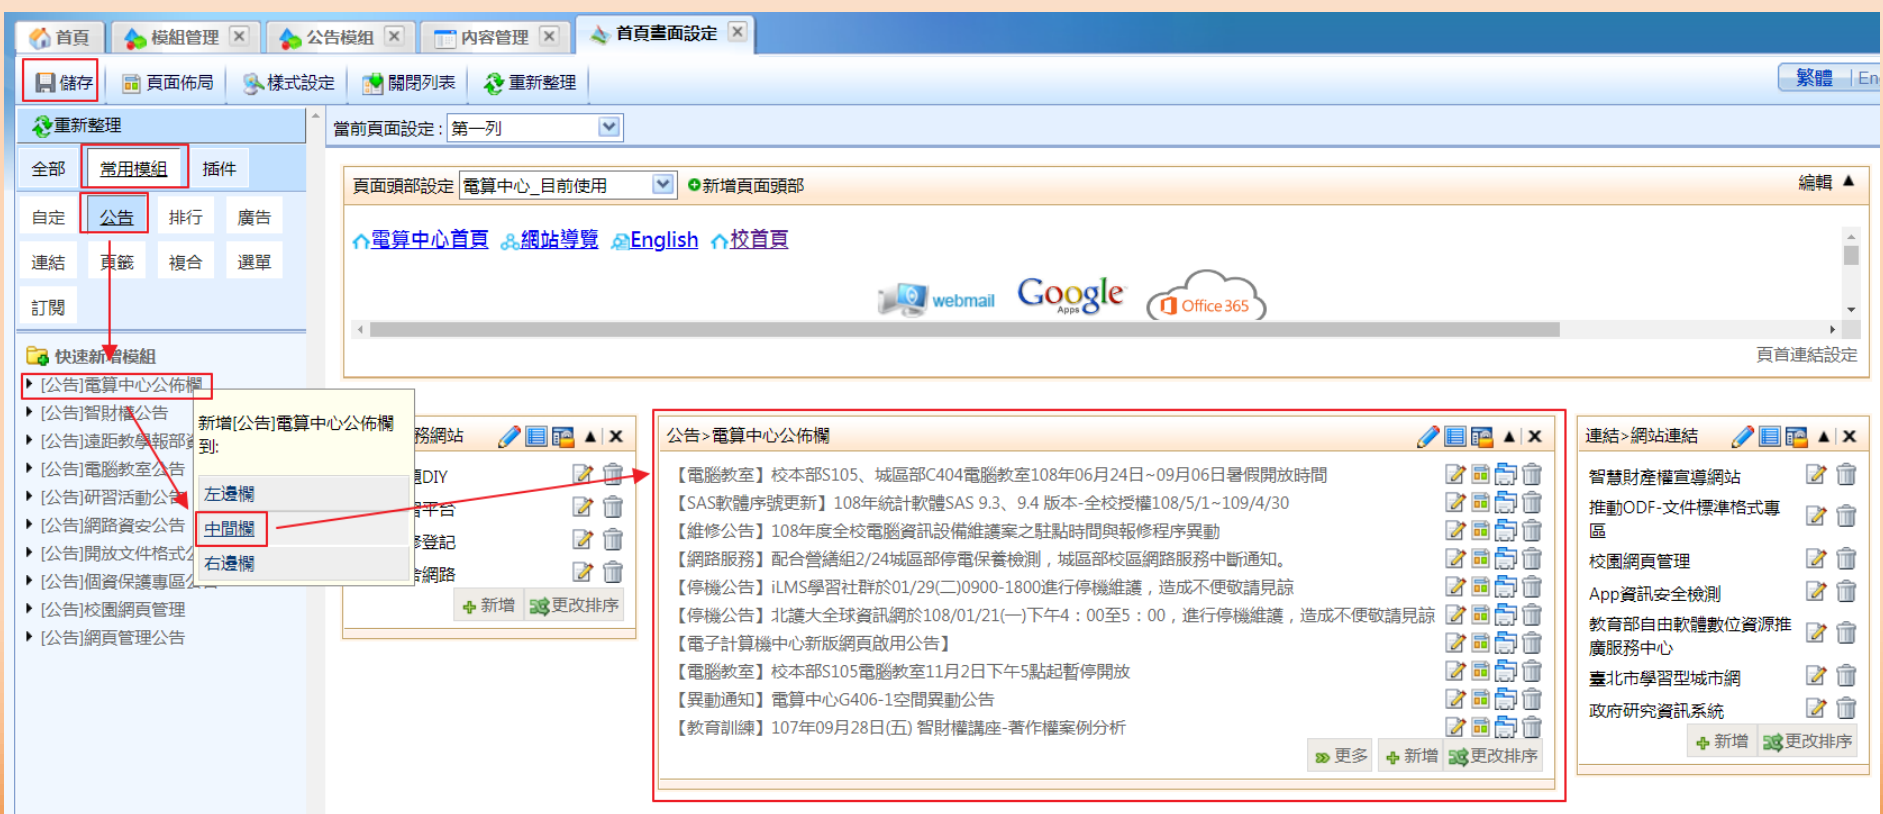 首頁 模組管理 公告模組 內容管理 首頁畫面設定
儲存 頁面佈局 樣式設定 關閉列表 重新整理 繁體 | En
重新整理
當前頁面設定 : 第一列
全部 常用模組 插件
自定 公告 排行 廣告
連結 頁籤 複合 選單
訂閱
快速新增模組
[公告]電算中心公佈欄
[公告]智財權公告
[公告]遠距教學報部資
[公告]電腦教室公告
[公告]研習活動公告
[公告]網路資安公告
[公告]開放文件格式公
[公告]個資保護專區公告
[公告]校園網頁管理
[公告]網頁管理公告
新增[公告]電算中心公佈欄
到:
左邊欄
中間欄
右邊欄
頁面頭部設定 電算中心_目前使用 新增頁面頭部 編輯 ▲
電算中心首頁 網站導覽 English 校首頁
webmail Google Apps Office 365
頁首連結設定
務網站
DIY
平台
登記
網路
新增 更改排序
公告>電算中心公佈欄
【電腦教室】校本部S105、城區部C404電腦教室108年06月24日~09月06日暑假開放時間
【SAS軟體序號更新】108年統計軟體SAS 9.3、9.4 版本-全校授權108/5/1~109/4/30
【維修公告】108年度全校電腦資訊設備維護案之駐點時間與報修程序異動
【網路服務】配合營繕組2/24城區部停電保養檢測，城區部校區網路服務中斷通知。
【停機公告】iLMS學習社群於01/29(二)0900-1800進行停機維護，造成不便敬請見諒
【停機公告】北護大全球資訊網於108/01/21(一)下午4：00至5：00，進行停機維護，造成不便敬請見諒
【電子計算機中心新版網頁啟用公告】
【電腦教室】校本部S105電腦教室11月2日下午5點起暫停開放
【異動通知】電算中心G406-1空間異動公告
【教育訓練】107年09月28日(五) 智財權講座-著作權案例分析
更多 新增 更改排序
連結>網站連結
智慧財產權宣導網站
推動ODF-文件標準格式專
區
校園網頁管理
App資訊安全檢測
教育部自由軟體數位資源推
廣服務中心
臺北市學習型城市網
政府研究資訊系統
新增 更改排序